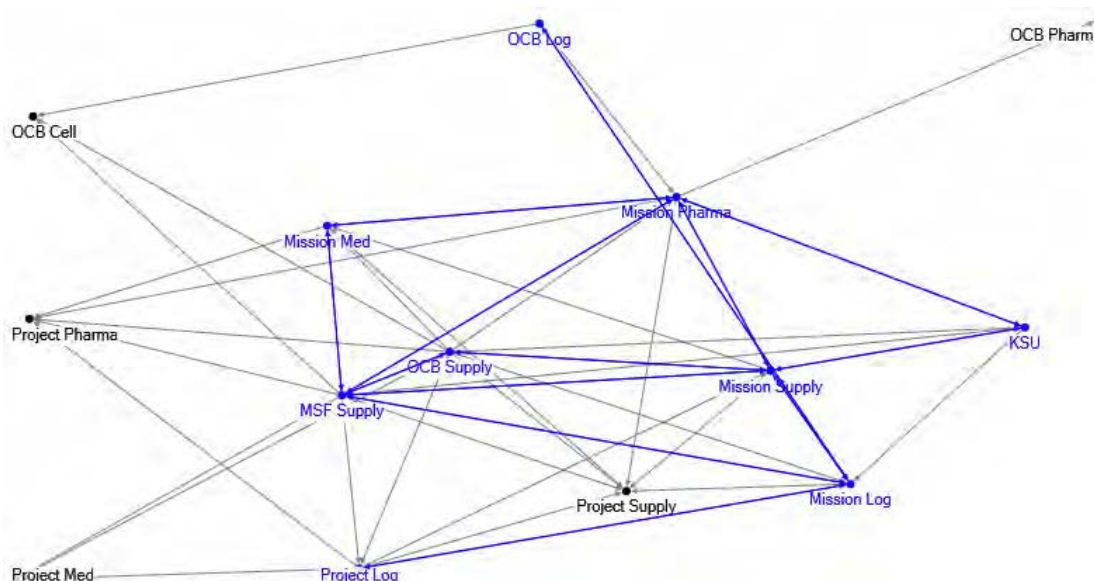 OCB Log
OCB Pharm
OCB Cell
Mission Pharma
Mission Med
Project Pharma
KSU
OCB Supply
Mission Supply
MSF Supply
Mission Log
Project Supply
Project Med
Project Log